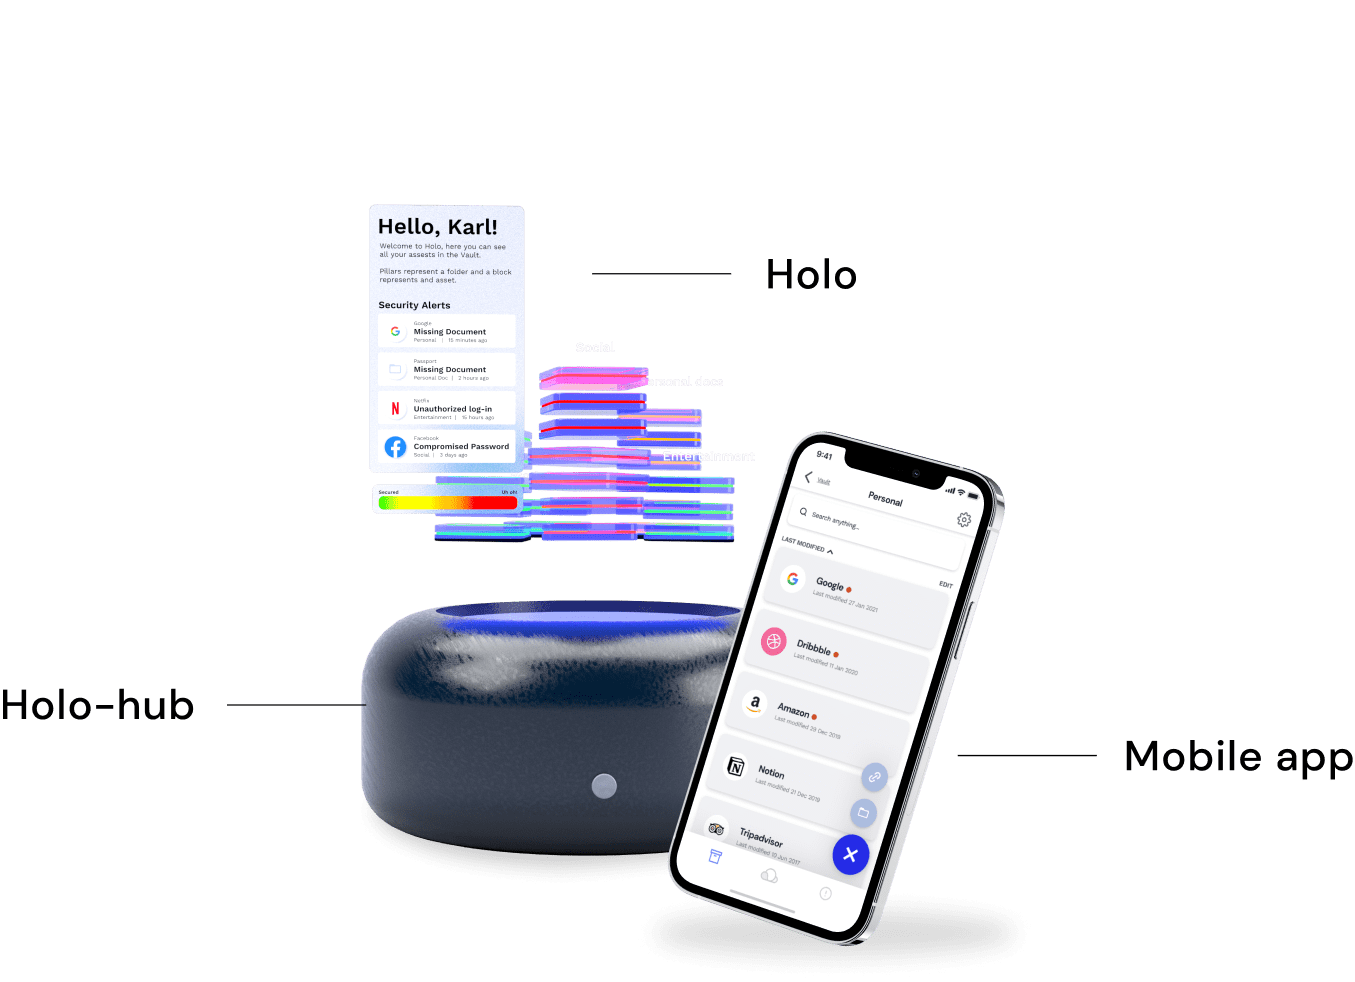 Hello, Karl!
Welcome to Holo, here you can see
all your assests in the Vault.
Pillars represent a folder and a block
represents and asset.
Security Alerts
Google
Missing Document
Personal | 15 minutes ago
Passport
Missing Document
Personal Doc | 2 hours ago
Netflix
Unauthorized log-in
Entertainment | 15 hours ago
Facebook
Compromised Password
Social | 3 days ago
Secured
Uh oh!
Social
Personal docs
Entertainment
Holo
Holo-hub
Mobile app
9:41
Vault
Personal
Search anything..
LAST MODIFIED
EDIT
Google
Last modified 27 Jan 2021
Dribbble
Last modified 11 Jan 2020
Amazon
Last modified 29 Dec 2019
Notion
Last modified 21 Dec 2019
Tripadvisor
Last modified 10 Jun 2017